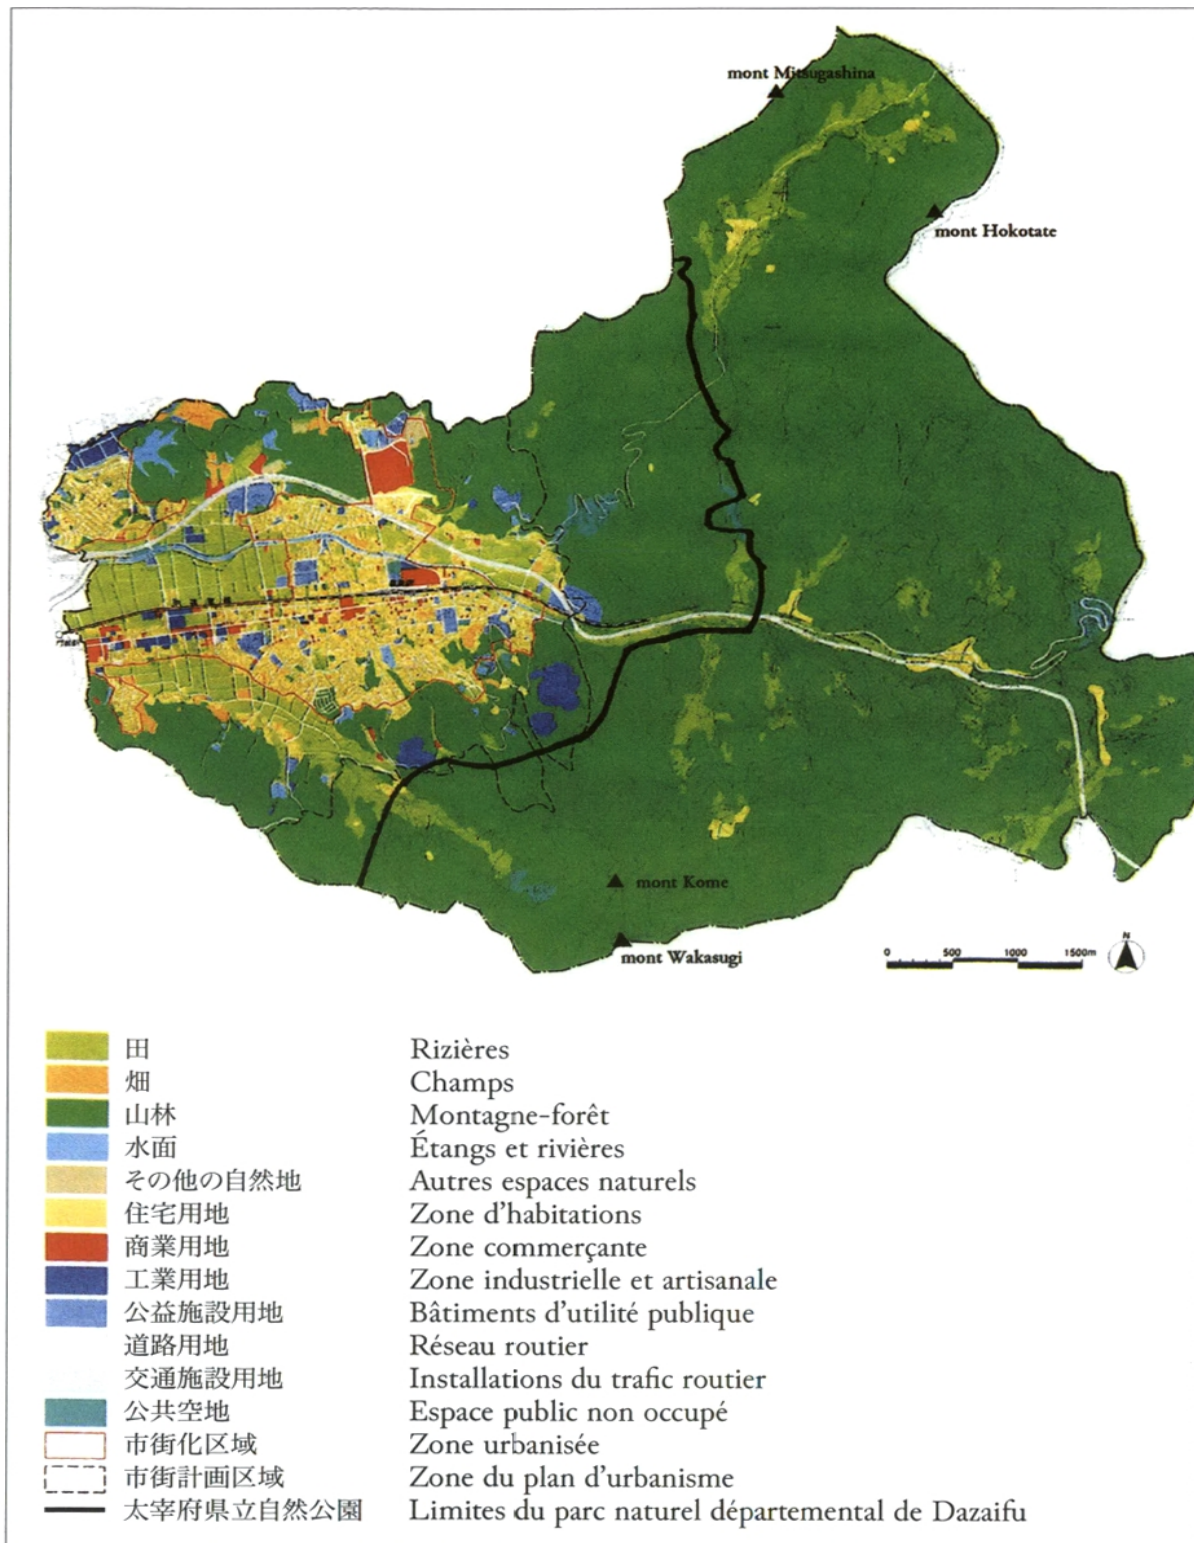 mont Mitsugashina
mont Hokotate
mont Kome
mont Wakasugi
N
0 500 1000 1500m
田 Rizières
畑 Champs
山林 Montagne-forêt
水面 Étangs et rivières
その他の自然地 Autres espaces naturels
住宅用地 Zone d'habitations
商業用地 Zone commerçante
工業用地 Zone industrielle et artisanale
公益施設用地 Bâtiments d'utilité publique
道路用地 Réseau routier
交通施設用地 Installations du trafic routier
公共空地 Espace public non occupé
市街化区域 Zone urbanisée
市街計画区域 Zone du plan d'urbanisme
太宰府県立自然公園 Limites du parc naturel départemental de Dazaifu